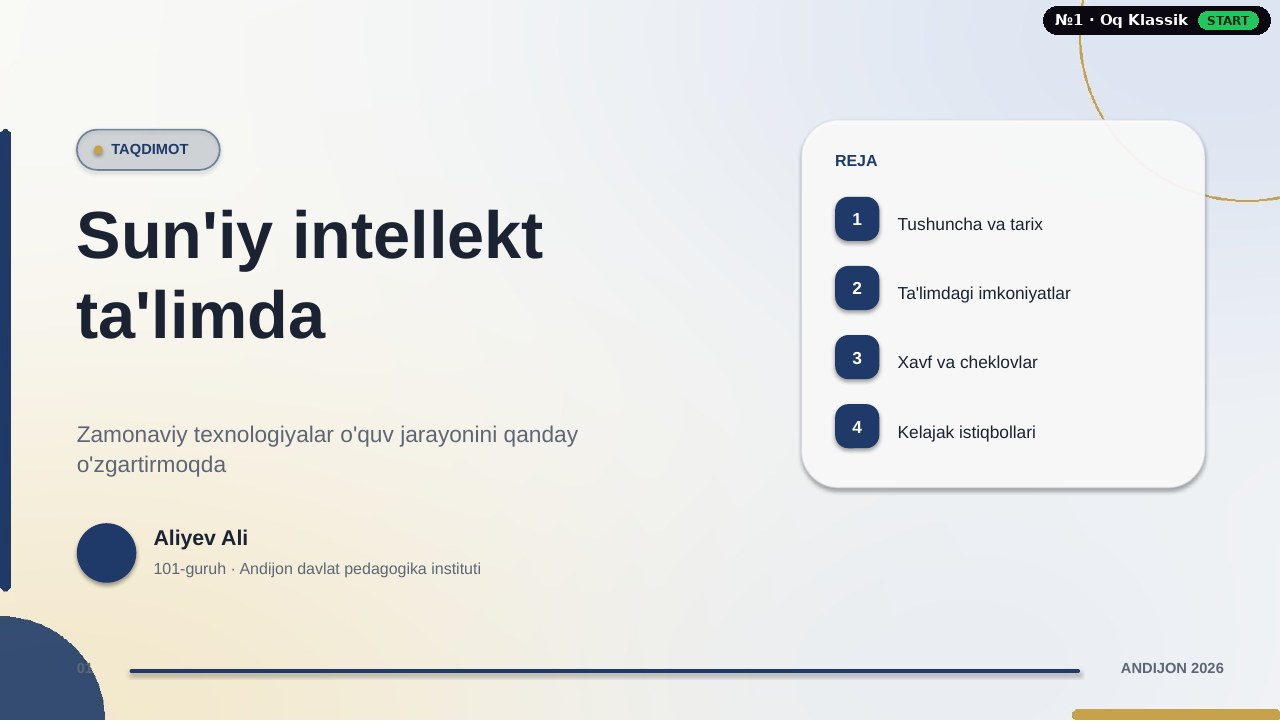 №1 · Oq Klassik START
TAQDIMOT
Sun'iy intellekt
ta'limda
Zamonaviy texnologiyalar o'quv jarayonini qanday
o'zgartirmoqda
Aliyev Ali
101-guruh · Andijon davlat pedagogika instituti
REJA
1 Tushuncha va tarix
2 Ta'limdagi imkoniyatlar
3 Xavf va cheklovlar
4 Kelajak istiqbollari
01
ANDIJON 2026